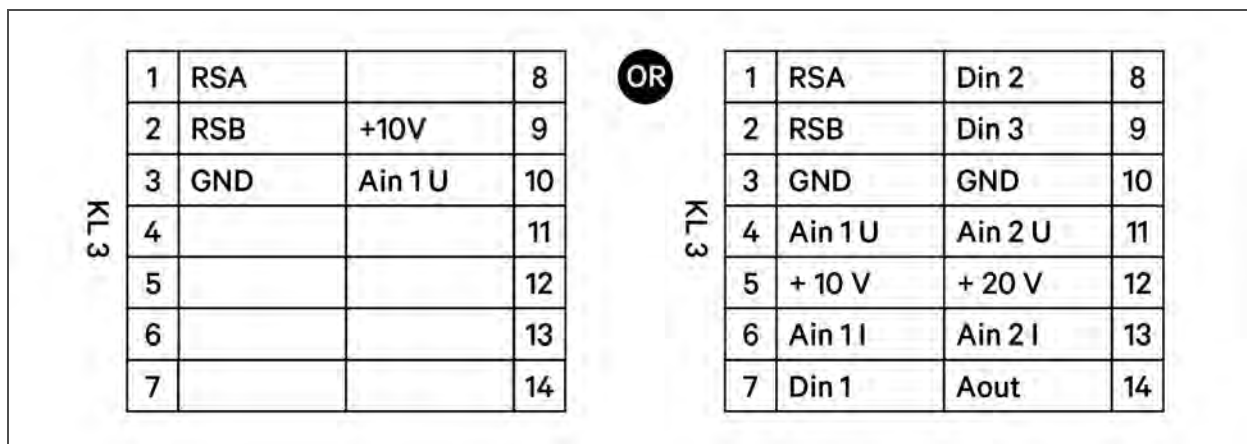 1 RSA 8
2 RSB +10V 9
3 GND Ain 1 U 10
4 11
5 12
6 13
7 14
KL 3
OR
1 RSA Din 2 8
2 RSB Din 3 9
3 GND GND 10
4 Ain 1 U Ain 2 U 11
5 + 10 V + 20 V 12
6 Ain 1 I Ain 2 I 13
7 Din 1 Aout 14
KL 3